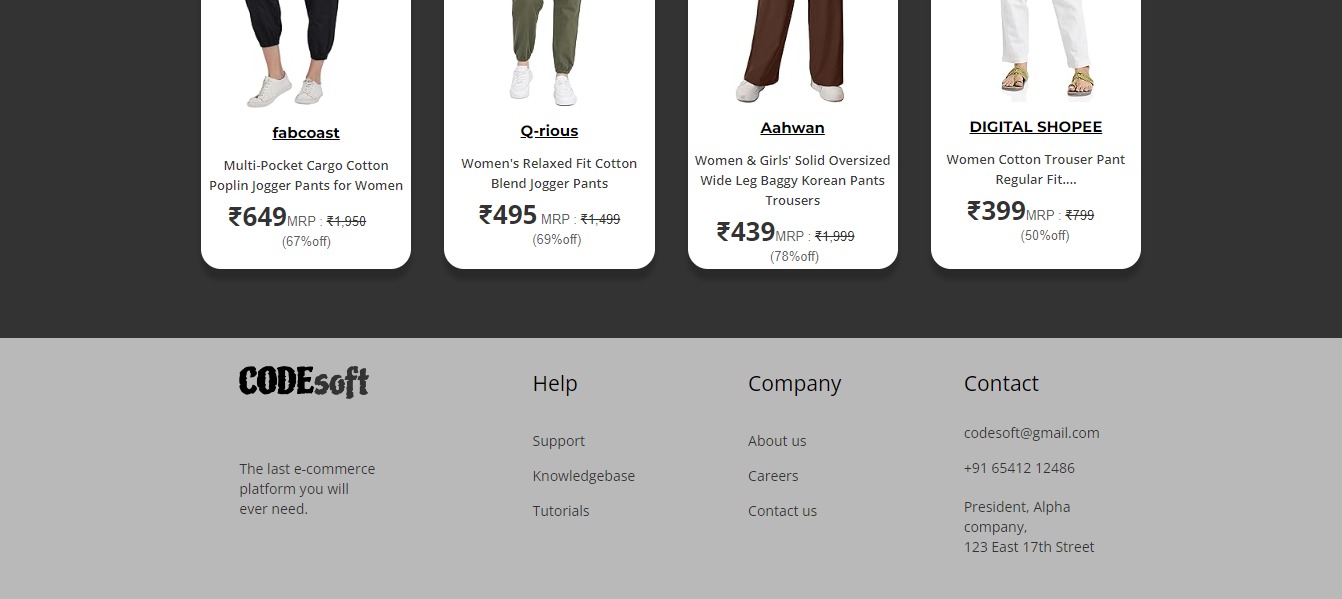 fabcoast
Multi-Pocket Cargo Cotton
Poplin Jogger Pants for Women
₹649MRP : ₹1,950
(67%off)
Q-rious
Women's Relaxed Fit Cotton
Blend Jogger Pants
₹495 MRP : ₹1,499
(69%off)
Aahwan
Women & Girls' Solid Oversized
Wide Leg Baggy Korean Pants
Trousers
₹439MRP : ₹1,999
(78%off)
DIGITAL SHOPEE
Women Cotton Trouser Pant
Regular Fit....
₹399MRP : ₹799
(50%off)
CODEsoft
The last e-commerce
platform you will
ever need.
Help
Support
Knowledgebase
Tutorials
Company
About us
Careers
Contact us
Contact
codesoft@gmail.com
+91 65412 12486
President, Alpha
company,
123 East 17th Street